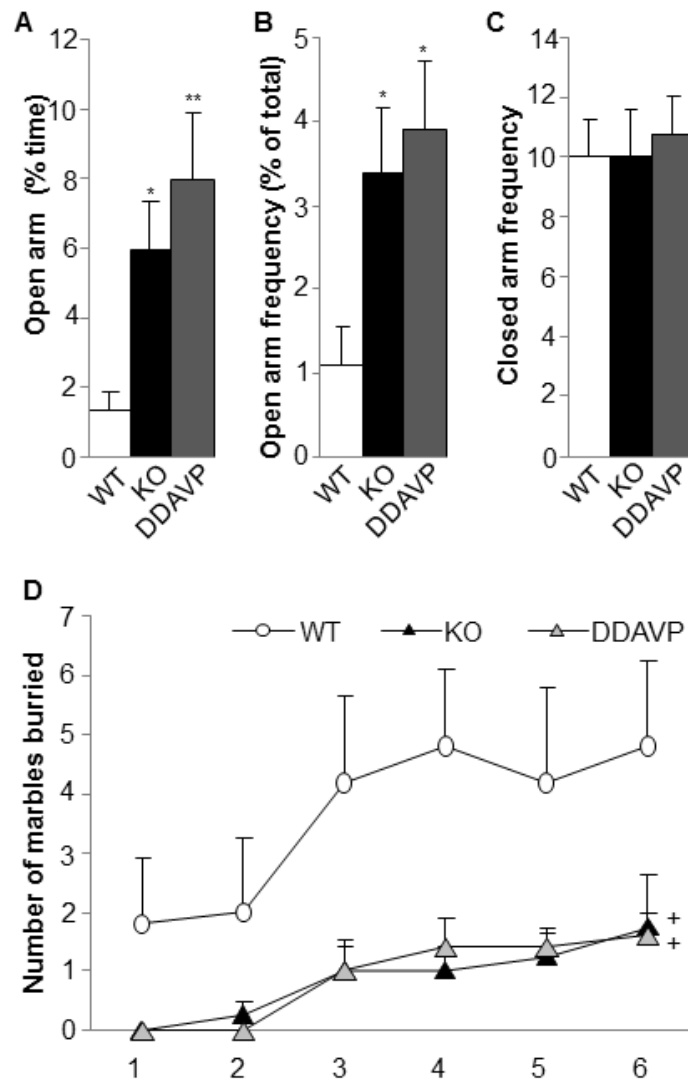 A
Open arm (% time)
12
10
8
6
4
2
0
*
**
WT
KO
DDAVP
B
Open arm frequency (% of total)
5
4
3
2
1
0
*
*
WT
KO
DDAVP
C
Closed arm frequency
14
12
10
8
6
4
2
0
WT
KO
DDAVP
D
Number of marbles burried
7
6
5
4
3
2
1
0
WT KO DDAVP
+
+
1 2 3 4 5 6